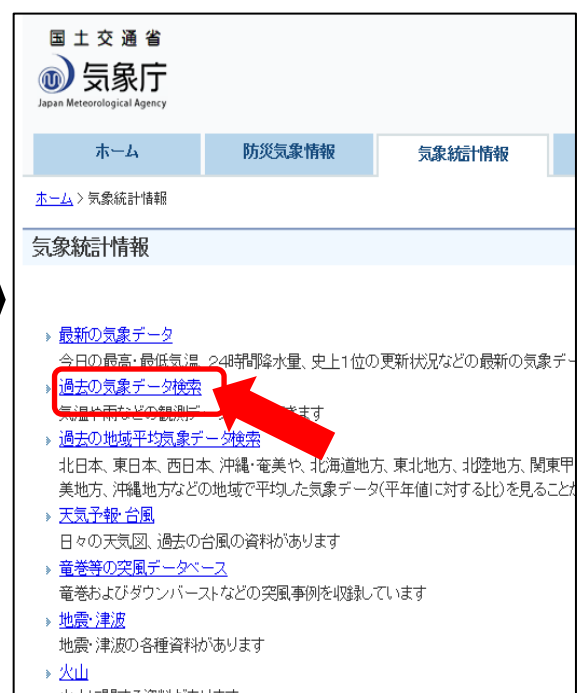 国土交通省
気象庁
Japan Meteorological Agency
ホーム 防災気象情報 気象統計情報
ホーム > 気象統計情報
気象統計情報
最新の気象データ
今日の最高・最低気温、24時間降水量、史上1位の更新状況などの最新の気象デー
過去の気象データ検索
気温や雨などの観測デ ます
過去の地域平均気象データ検索
北日本、東日本、西日本、沖縄・奄美や、北海道地方、東北地方、北陸地方、関東甲
美地方、沖縄地方などの地域で平均した気象データ(平年値に対する比)を見ることが
天気予報・台風
日々の天気図、過去の台風の資料があります
竜巻等の突風データベース
竜巻およびダウンバーストなどの突風事例を収録しています
地震・津波
地震・津波の各種資料があります
火山